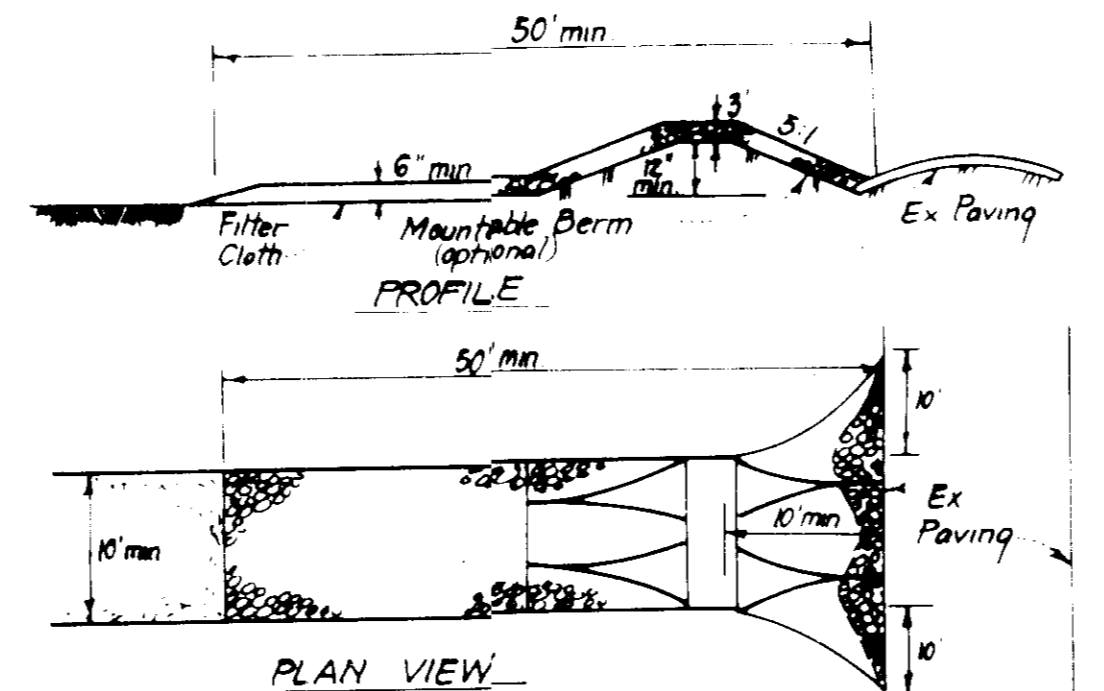 50' min.
3'
5:1
6" min
12"
min.
Filter
Cloth
Mountable Berm
(optional)
Ex Paving
PROFILE
50' min
10'
10' min
10' min
Ex
Paving
10'
PLAN VIEW